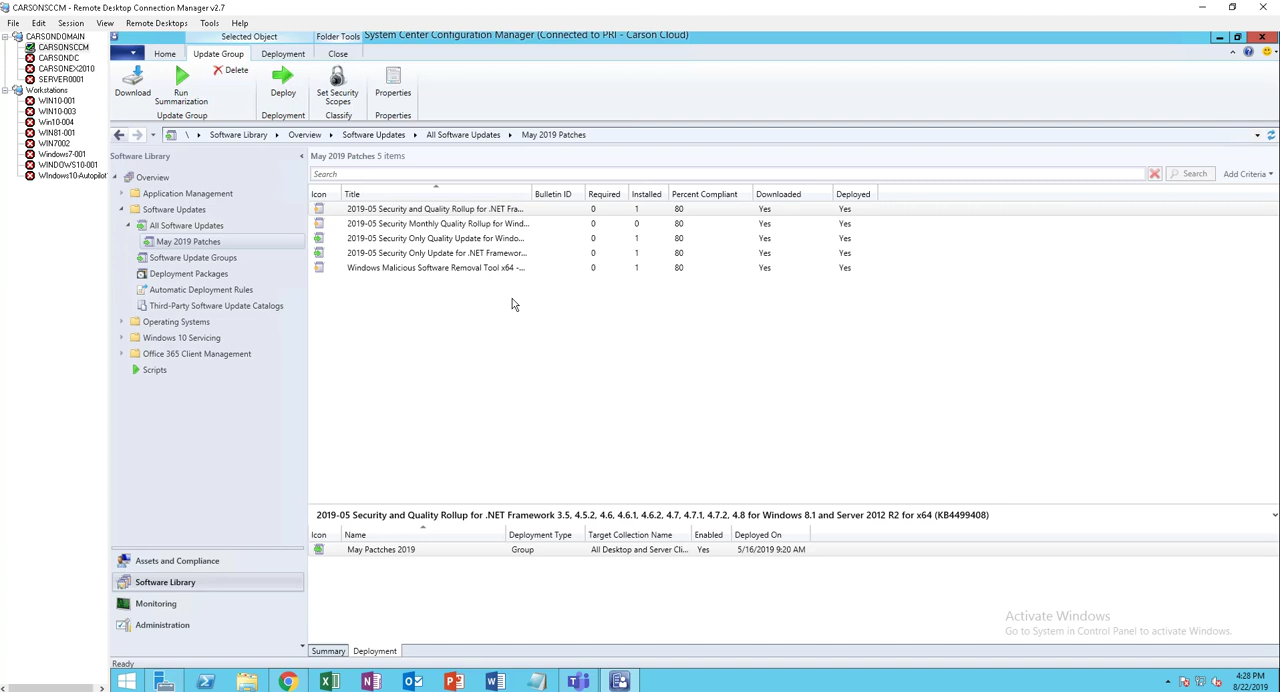 CARSONSCCM - Remote Desktop Connection Manager v2.7
File Edit Session View Remote Desktops Tools Help
CARSONDOMAIN
CARSONSCCM
CARSONDC
CARSONEX2010
SERVER0001
Workstations
WIN10-001
WIN10-003
Win10-004
WIN81-001
WIN7002
Windows7-001
WINDOWS10-001
Windows10-Autopilot
Selected Object Folder Tools System Center Configuration Manager (Connected to PRI - Carson Cloud)
Home Update Group Deployment Close
Download
Run Summarization
Delete
Deploy
Set Security Scopes
Properties
Update Group Deployment Classify Properties
\ Software Library Overview Software Updates All Software Updates May 2019 Patches
Software Library
Overview
Application Management
Software Updates
All Software Updates
May 2019 Patches
Software Update Groups
Deployment Packages
Automatic Deployment Rules
Third-Party Software Update Catalogs
Operating Systems
Windows 10 Servicing
Office 365 Client Management
Scripts
Assets and Compliance
Software Library
Monitoring
Administration
May 2019 Patches 5 items
Search Search Add Criteria
Icon Title Bulletin ID Required Installed Percent Compliant Downloaded Deployed
2019-05 Security and Quality Rollup for .NET Fra... 0 1 80 Yes Yes
2019-05 Security Monthly Quality Rollup for Wind... 0 0 80 Yes Yes
2019-05 Security Only Quality Update for Windo... 0 1 80 Yes Yes
2019-05 Security Only Update for .NET Framewor... 0 1 80 Yes Yes
Windows Malicious Software Removal Tool x64 -... 0 1 80 Yes Yes
2019-05 Security and Quality Rollup for .NET Framework 3.5, 4.5.2, 4.6, 4.6.1, 4.6.2, 4.7, 4.7.1, 4.7.2, 4.8 for Windows 8.1 and Server 2012 R2 for x64 (KB4499408)
Icon Name Deployment Type Target Collection Name Enabled Deployed On
May Pactches 2019 Group All Desktop and Server Cli... Yes 5/16/2019 9:20 AM
Activate Windows
Go to System in Control Panel to activate Windows.
Summary Deployment
Ready
4:28 PM
8/22/2019